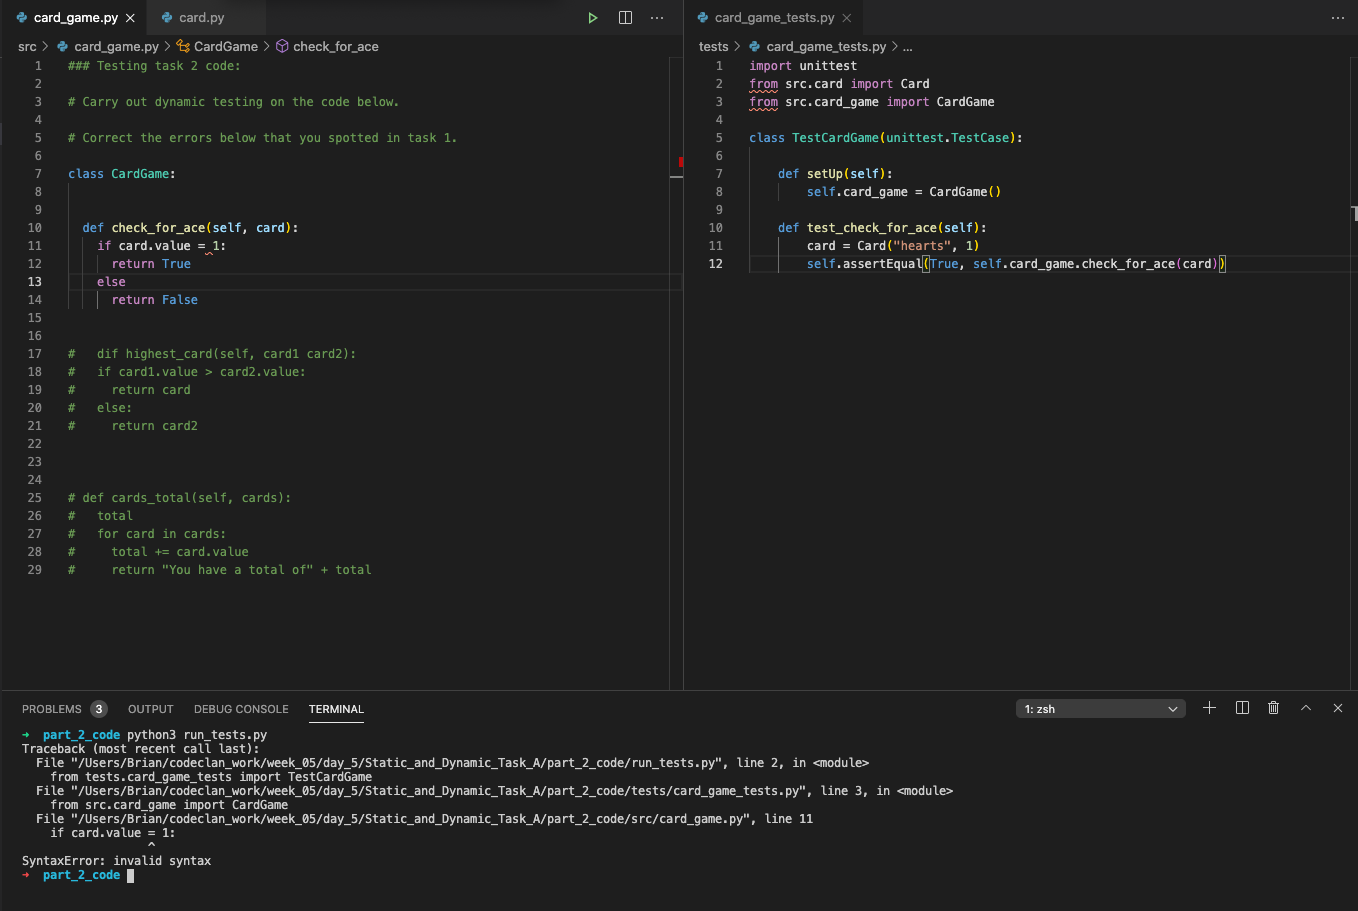 card_game.py card.py
src > card_game.py > CardGame > check_for_ace
1 ### Testing task 2 code:
2
3 # Carry out dynamic testing on the code below.
4
5 # Correct the errors below that you spotted in task 1.
6
7 class CardGame:
8
9
10 def check_for_ace(self, card):
11 if card.value = 1:
12 return True
13 else
14 return False
15
16
17 # dif highest_card(self, card1 card2):
18 # if card1.value > card2.value:
19 # return card
20 # else:
21 # return card2
22
23
24
25 # def cards_total(self, cards):
26 # total
27 # for card in cards:
28 # total += card.value
29 # return "You have a total of" + total
card_game_tests.py
tests > card_game_tests.py > ...
1 import unittest
2 from src.card import Card
3 from src.card_game import CardGame
4
5 class TestCardGame(unittest.TestCase):
6
7 def setUp(self):
8 self.card_game = CardGame()
9
10 def test_check_for_ace(self):
11 card = Card("hearts", 1)
12 self.assertEqual(True, self.card_game.check_for_ace(card))
PROBLEMS 3 OUTPUT DEBUG CONSOLE TERMINAL 1: zsh
→ part_2_code python3 run_tests.py
Traceback (most recent call last):
File "/Users/Brian/codeclan_work/week_05/day_5/Static_and_Dynamic_Task_A/part_2_code/run_tests.py", line 2, in <module>
from tests.card_game_tests import TestCardGame
File "/Users/Brian/codeclan_work/week_05/day_5/Static_and_Dynamic_Task_A/part_2_code/tests/card_game_tests.py", line 3, in <module>
from src.card_game import CardGame
File "/Users/Brian/codeclan_work/week_05/day_5/Static_and_Dynamic_Task_A/part_2_code/src/card_game.py", line 11
if card.value = 1:
^
SyntaxError: invalid syntax
→ part_2_code